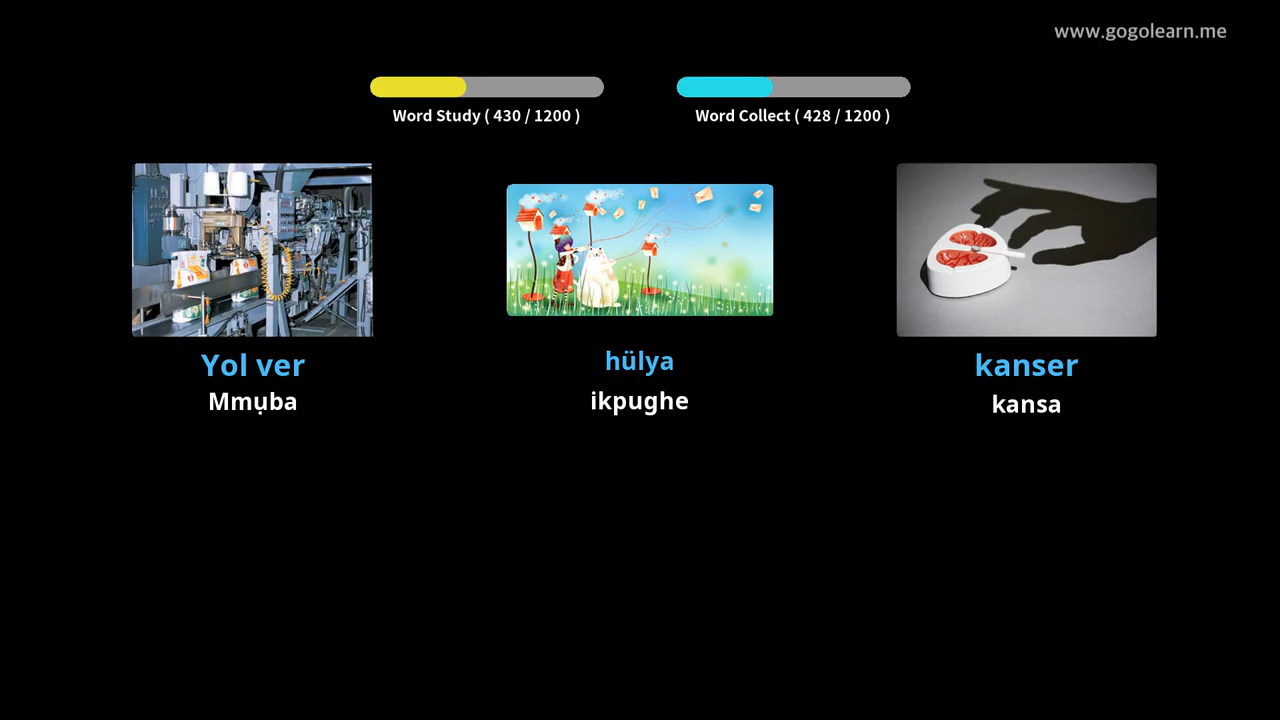 www.gogolearn.me
Word Study ( 430 / 1200 )
Word Collect ( 428 / 1200 )
Yol ver
Mmụba
hülya
ikpughe
kanser
kansa